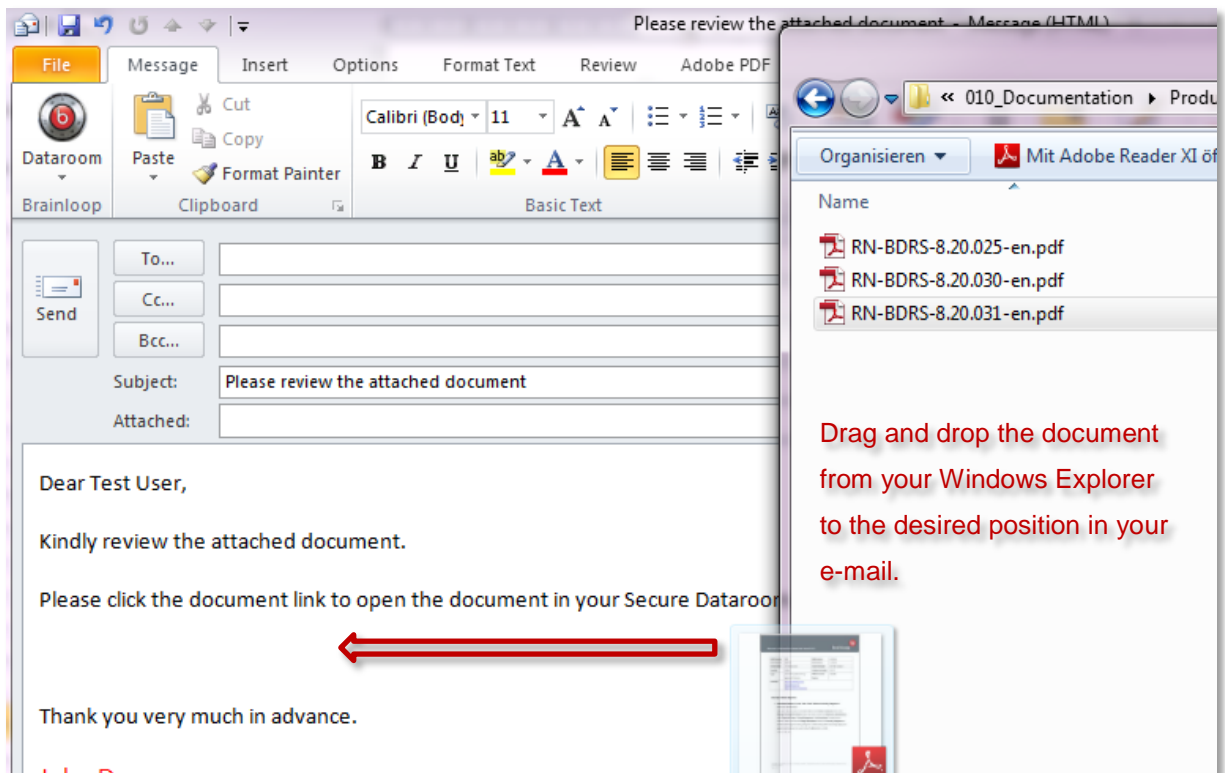 Please review the attached document - Message (HTML)
File Message Insert Options Format Text Review Adobe PDF
Dataroom
Brainloop
Paste
Cut
Copy
Format Painter
Clipboard
Calibri (Body 11
B I U
Basic Text
Send
To...
Cc...
Bcc...
Subject: Please review the attached document
Attached:
Dear Test User,
Kindly review the attached document.
Please click the document link to open the document in your Secure Dataroom
Thank you very much in advance.
« 010_Documentation Produ
Organisieren Mit Adobe Reader XI öf
Name
RN-BDRS-8.20.025-en.pdf
RN-BDRS-8.20.030-en.pdf
RN-BDRS-8.20.031-en.pdf
Drag and drop the document
from your Windows Explorer
to the desired position in your
e-mail.